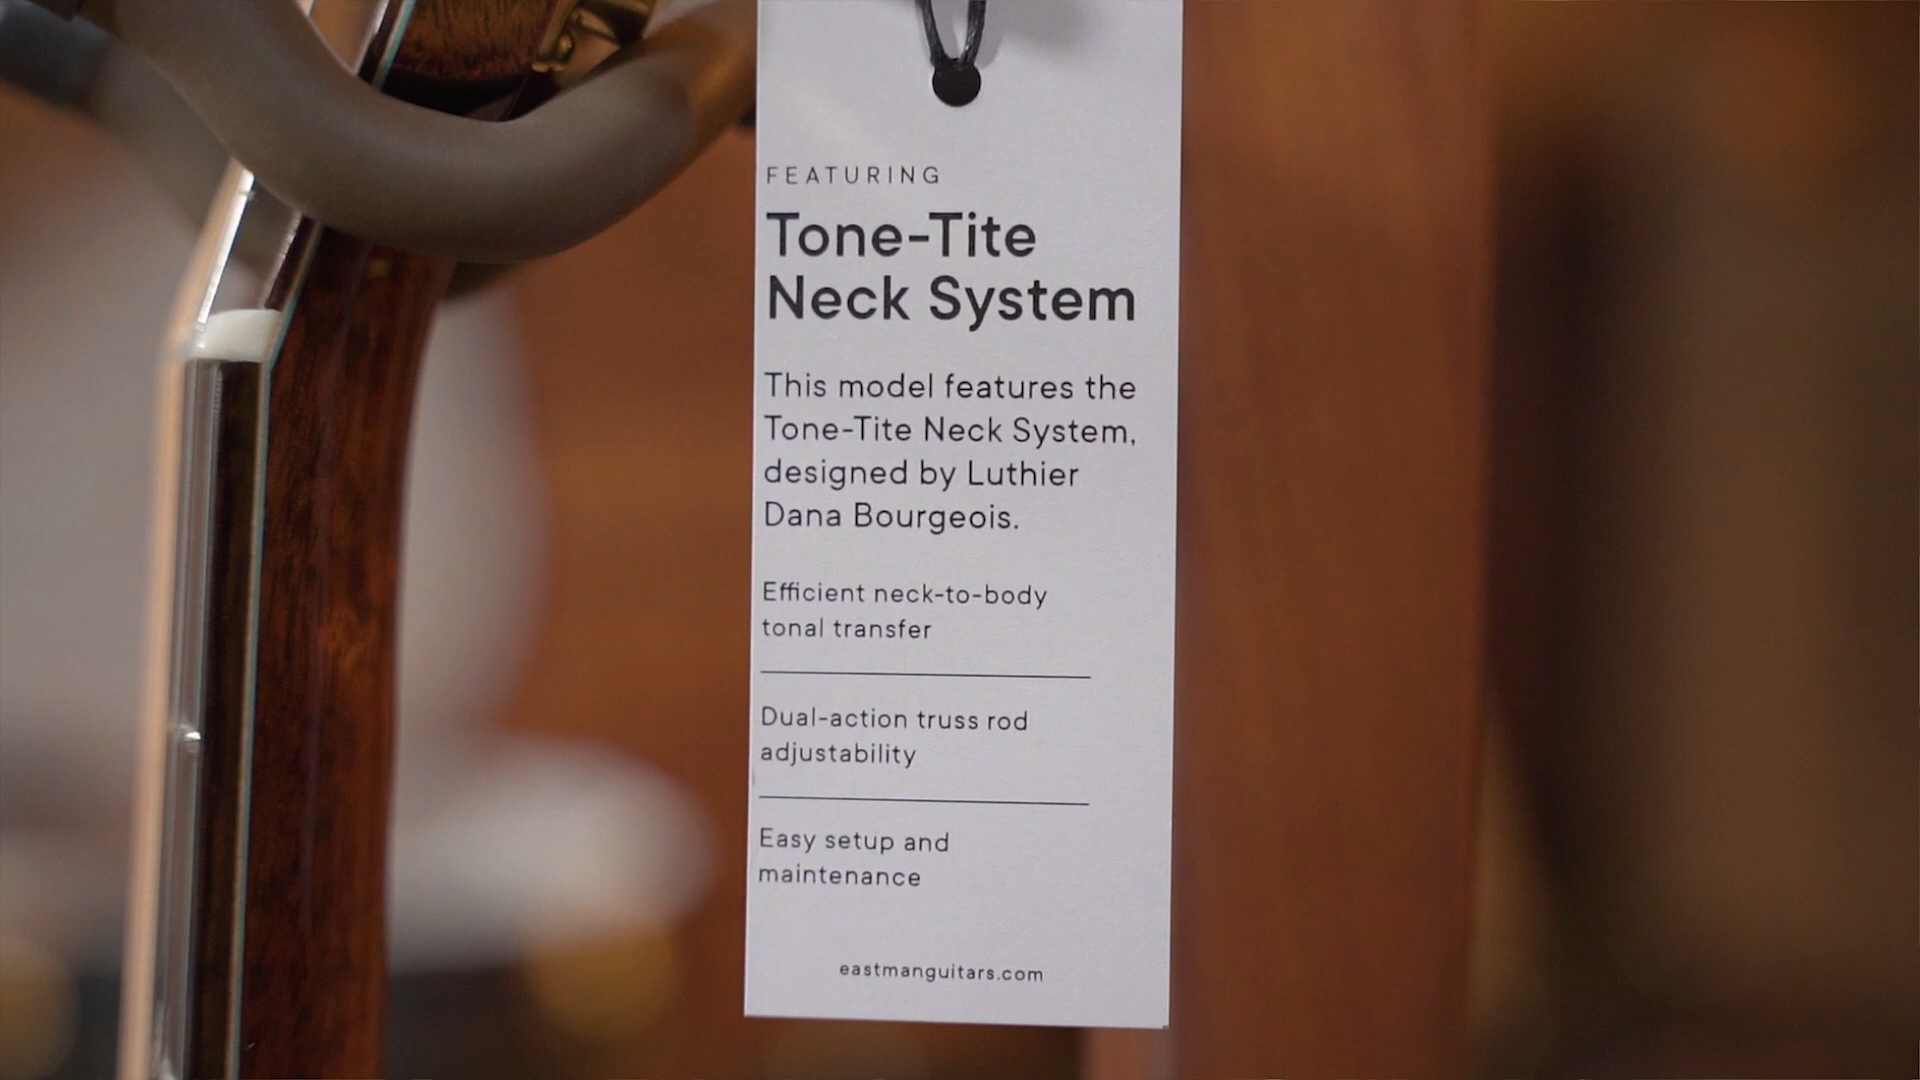 FEATURING
Tone-Tite
Neck System
This model features the
Tone-Tite Neck System,
designed by Luthier
Dana Bourgeois.
Efficient neck-to-body
tonal transfer
Dual-action truss rod
adjustability
Easy setup and
maintenance
eastmanguitars.com